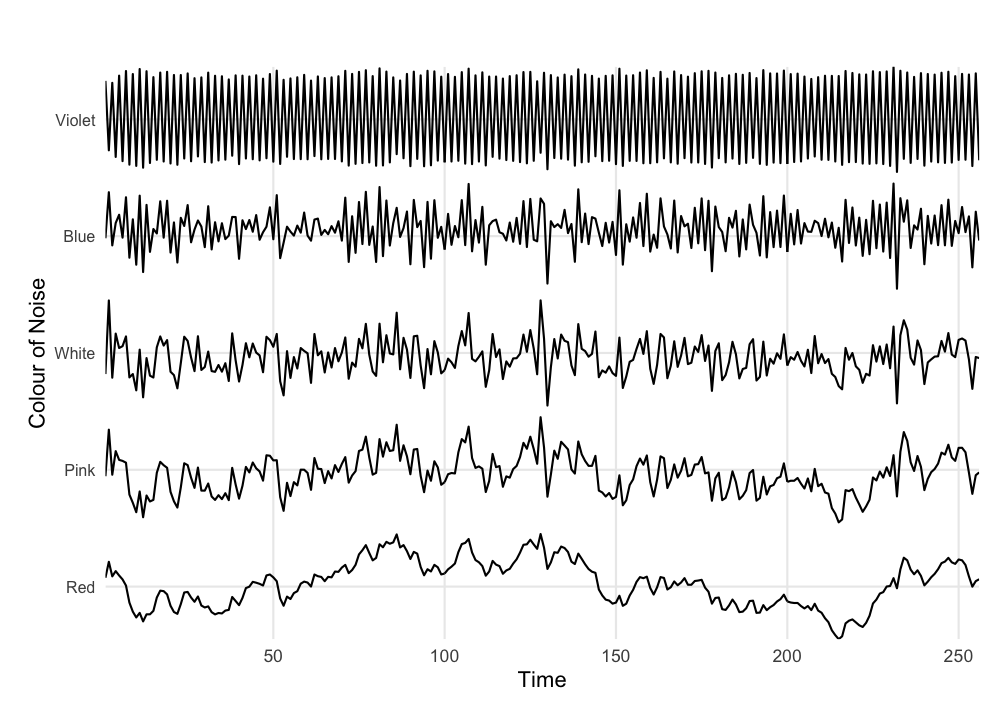 Violet
Blue
White
Pink
Red
Colour of Noise
50
100
150
200
250
Time